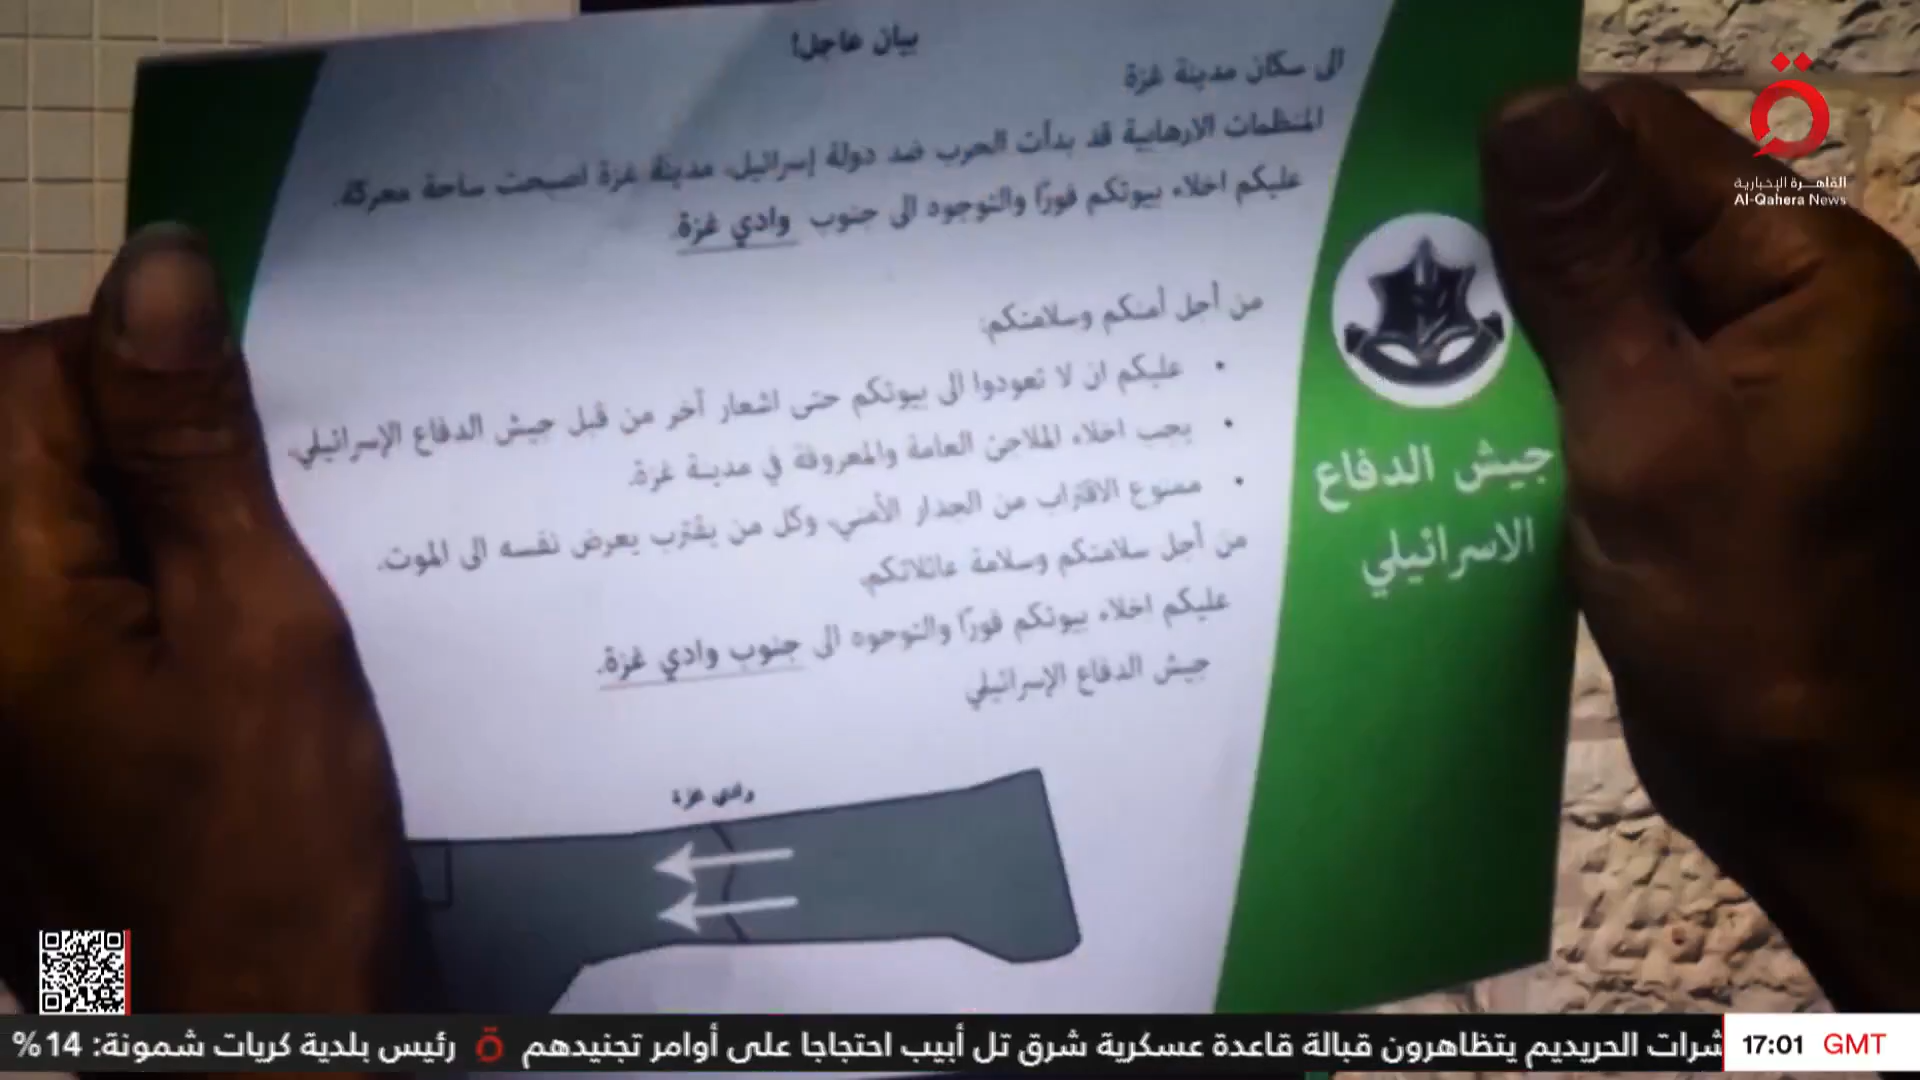 بيان عاجل!
الى سكان مدينة غزة
المنظمات الارهابية قد بدأت الحرب ضد دولة إسرائيل، مدينة غزة اصبحت ساحة معركة.
عليكم اخلاء بيوتكم فورًا والتوجه الى جنوب وادي غزة.
من أجل أمنكم وسلامتكم:
• عليكم ان لا تعودوا الى بيوتكم حتى اشعار آخر من قبل جيش الدفاع الإسرائيلي.
• يجب اخلاء الملاجئ العامة والمعروفة في مدينة غزة.
• ممنوع الاقتراب من الجدار الأمني، وكل من يقترب يعرض نفسه الى الموت.
من أجل سلامتكم وسلامة عائلاتكم
عليكم اخلاء بيوتكم فورًا والتوجه الى جنوب وادي غزة.
جيش الدفاع الإسرائيلي
وادي غزة
جيش الدفاع
الاسرائيلي
القاهرة الإخبارية
Al-Qahera News
شرات الحريديم يتظاهرون قبالة قاعدة عسكرية شرق تل أبيب احتجاجا على أوامر تجنيدهم رئيس بلدية كريات شمونة: 14%
17:01 GMT